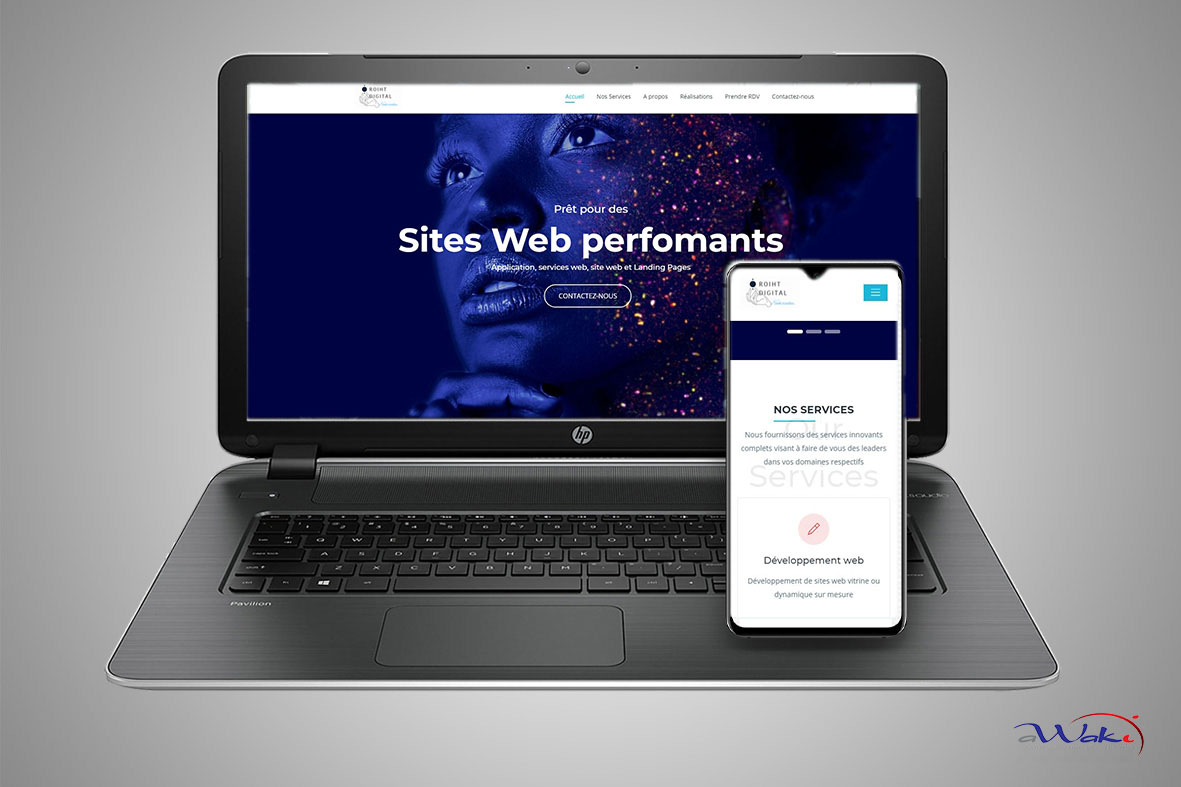 RDIHT
DIGITAL
Accueil
Nos Services
A propos
Réalisations
Prendre RDV
Contactez-nous
Prêt pour des
Sites Web perfomants
Application, services web, site web et Landing Pages
CONTACTEZ-NOUS
hp
RDIHT
DIGITAL
NOS SERVICES
Our
Nous fournissons des services innovants
complets visant à faire de vous des leaders
dans vos domaines respectifs
Services
Développement web
Développement de sites web vitrine ou
dynamique sur mesure
Q W E R T Y U I O P
A S D F G H J K L
Z X C V B N M
Pavilion
aWaki